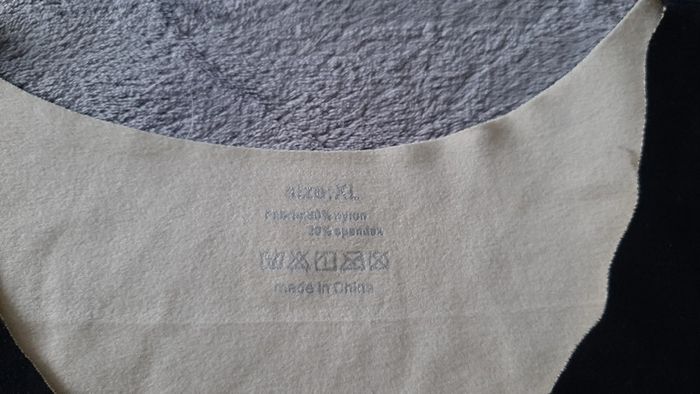 size:XL
Fabric:80% nylon
20% spandex
made in China